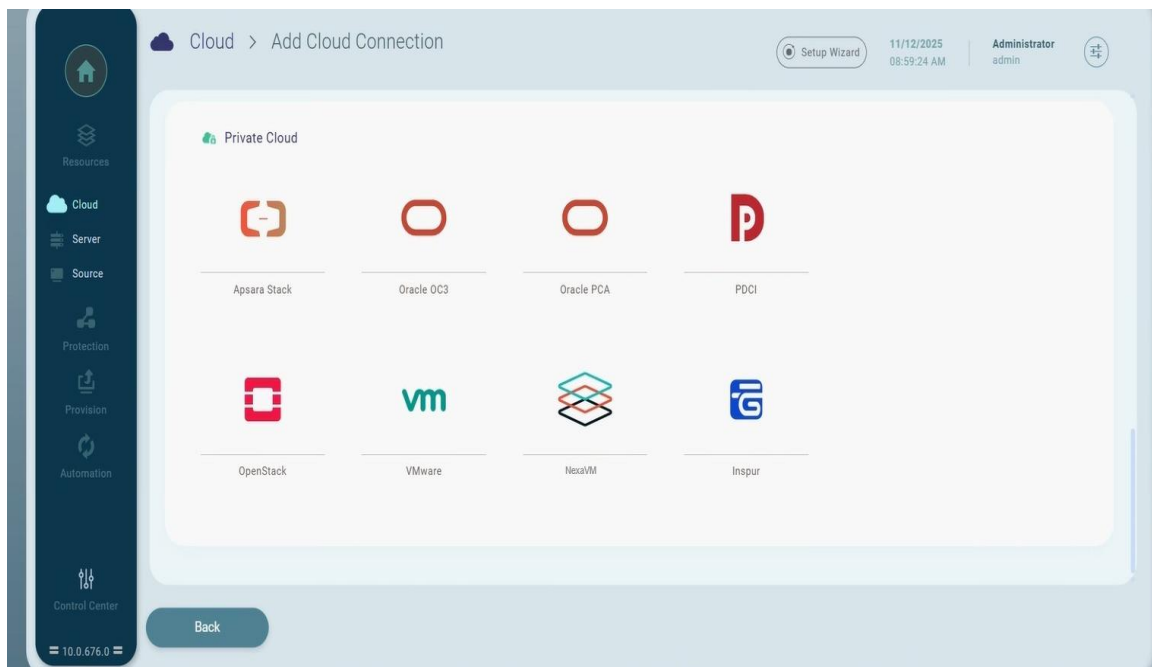 Cloud > Add Cloud Connection
Setup Wizard
11/12/2025
08:59:24 AM
Administrator
admin
Resources
Cloud
Server
Source
Protection
Provision
Automation
Control Center
= 10.0.676.0 =
Private Cloud
Apsara Stack
Oracle OC3
Oracle PCA
PDCI
OpenStack
vm
VMware
NexaVM
Inspur
Back